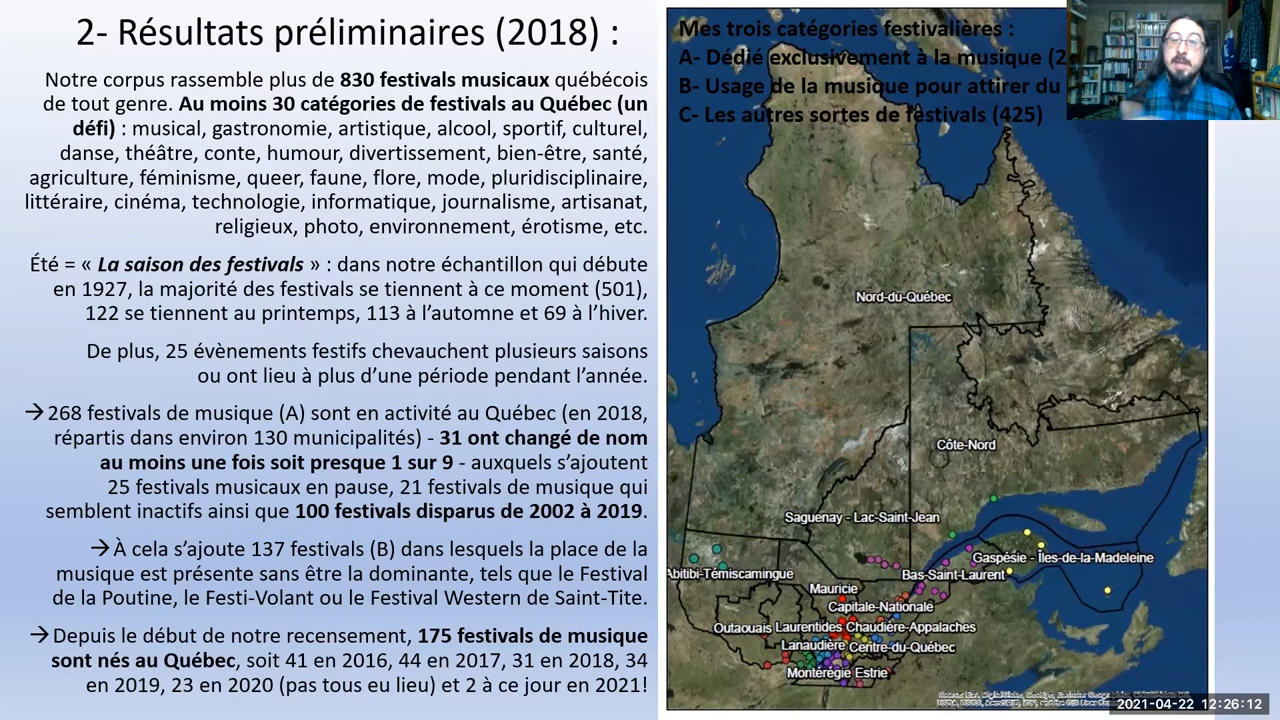 2- Résultats préliminaires (2018) :
Notre corpus rassemble plus de 830 festivals musicaux québécois
de tout genre. Au moins 30 catégories de festivals au Québec (un
défi) : musical, gastronomie, artistique, alcool, sportif, culturel,
danse, théâtre, conte, humour, divertissement, bien-être, santé,
agriculture, féminisme, queer, faune, flore, mode, pluridisciplinaire,
littéraire, cinéma, technologie, informatique, journalisme, artisanat,
religieux, photo, environnement, érotisme, etc.
Été = « La saison des festivals » : dans notre échantillon qui débute
en 1927, la majorité des festivals se tiennent à ce moment (501),
122 se tiennent au printemps, 113 à l'automne et 69 à l'hiver.
De plus, 25 évènements festifs chevauchent plusieurs saisons
ou ont lieu à plus d'une période pendant l'année.
→ 268 festivals de musique (A) sont en activité au Québec (en 2018,
répartis dans environ 130 municipalités) - 31 ont changé de nom
au moins une fois soit presque 1 sur 9 - auxquels s'ajoutent
25 festivals musicaux en pause, 21 festivals de musique qui
semblent inactifs ainsi que 100 festivals disparus de 2002 à 2019.
→ À cela s'ajoute 137 festivals (B) dans lesquels la place de la
musique est présente sans être la dominante, tels que le Festival
de la Poutine, le Festi-Volant ou le Festival Western de Saint-Tite.
→ Depuis le début de notre recensement, 175 festivals de musique
sont nés au Québec, soit 41 en 2016, 44 en 2017, 31 en 2018, 34
en 2019, 23 en 2020 (pas tous eu lieu) et 2 à ce jour en 2021!
Mes trois catégories festivalières :
A- Dédié exclusivement à la musique (2
B- Usage de la musique pour attirer du
C- Les autres sortes de festivals (425)
Nord-du-Québec
Côte-Nord
Saguenay - Lac-Saint-Jean
Gaspésie - Îles-de-la-Madeleine
Abitibi-Témiscamingue
Bas-Saint-Laurent
Mauricie
Capitale-Nationale
Outaouais
Laurentides
Chaudière-Appalaches
Lanaudière
Centre-du-Québec
Montérégie
Estrie
2021-04-22 12:26:12